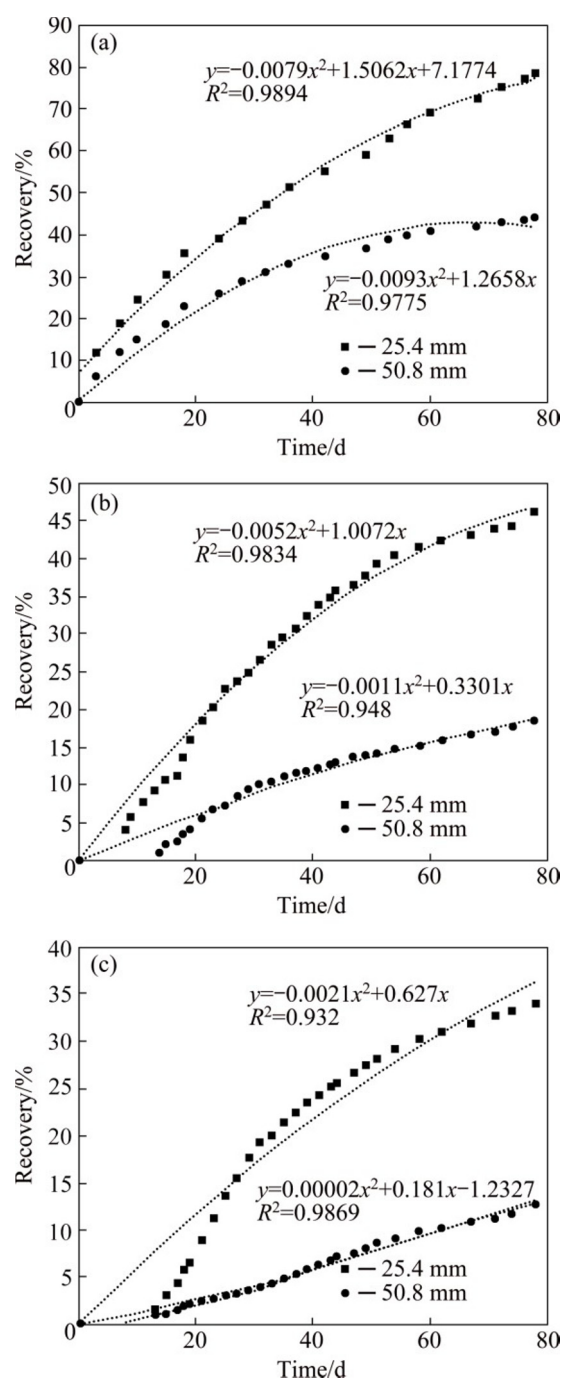 (a)
y=−0.0079x²+1.5062x+7.1774
R²=0.9894
y=−0.0093x²+1.2658x
R²=0.9775
25.4 mm
50.8 mm
Recovery/%
90
80
70
60
50
40
30
20
10
0
20
40
60
80
Time/d
(b)
y=−0.0052x²+1.0072x
R²=0.9834
y=−0.0011x²+0.3301x
R²=0.948
25.4 mm
50.8 mm
Recovery/%
50
45
40
35
30
25
20
15
10
5
0
20
40
60
80
Time/d
(c)
y=−0.0021x²+0.627x
R²=0.932
y=0.00002x²+0.181x−1.2327
R²=0.9869
25.4 mm
50.8 mm
Recovery/%
40
35
30
25
20
15
10
5
0
20
40
60
80
Time/d